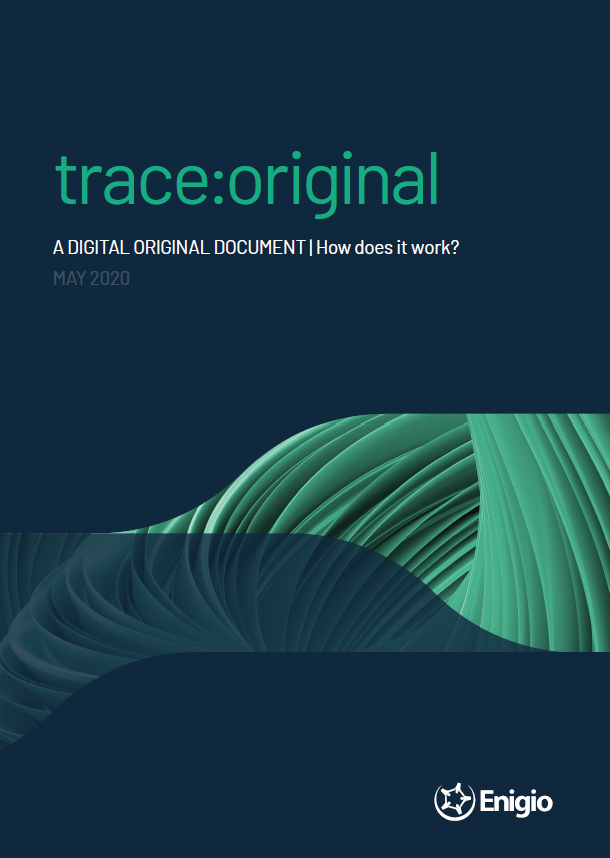 trace:original
A DIGITAL ORIGINAL DOCUMENT | How does it work?
MAY 2020
Enigio